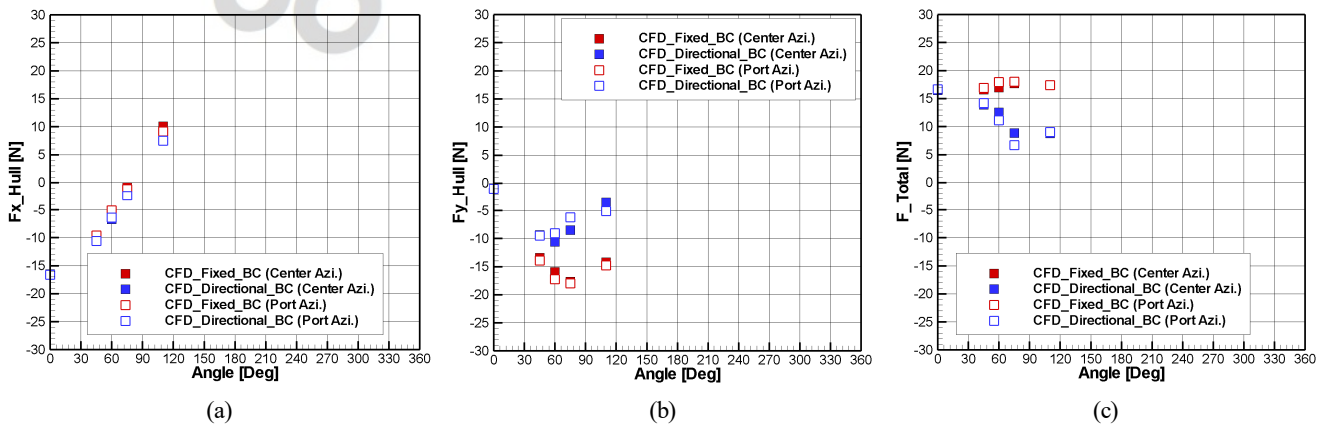 30
25
20
15
10
5
0
-5
-10
-15
-20
-25
-30
Fx_Hull [N]
CFD_Fixed_BC (Center Azi.)
CFD_Directional_BC (Center Azi.)
CFD_Fixed_BC (Port Azi.)
CFD_Directional_BC (Port Azi.)
0 30 60 90 120 150 180 210 240 270 300 330 360
Angle [Deg]
(a)
30
25
20
15
10
5
0
-5
-10
-15
-20
-25
-30
Fy_Hull [N]
CFD_Fixed_BC (Center Azi.)
CFD_Directional_BC (Center Azi.)
CFD_Fixed_BC (Port Azi.)
CFD_Directional_BC (Port Azi.)
0 30 60 90 120 150 180 210 240 270 300 330 360
Angle [Deg]
(b)
30
25
20
15
10
5
0
-5
-10
-15
-20
-25
-30
F_Total [N]
CFD_Fixed_BC (Center Azi.)
CFD_Directional_BC (Center Azi.)
CFD_Fixed_BC (Port Azi.)
CFD_Directional_BC (Port Azi.)
0 30 60 90 120 150 180 210 240 270 300 330 360
Angle [Deg]
(c)